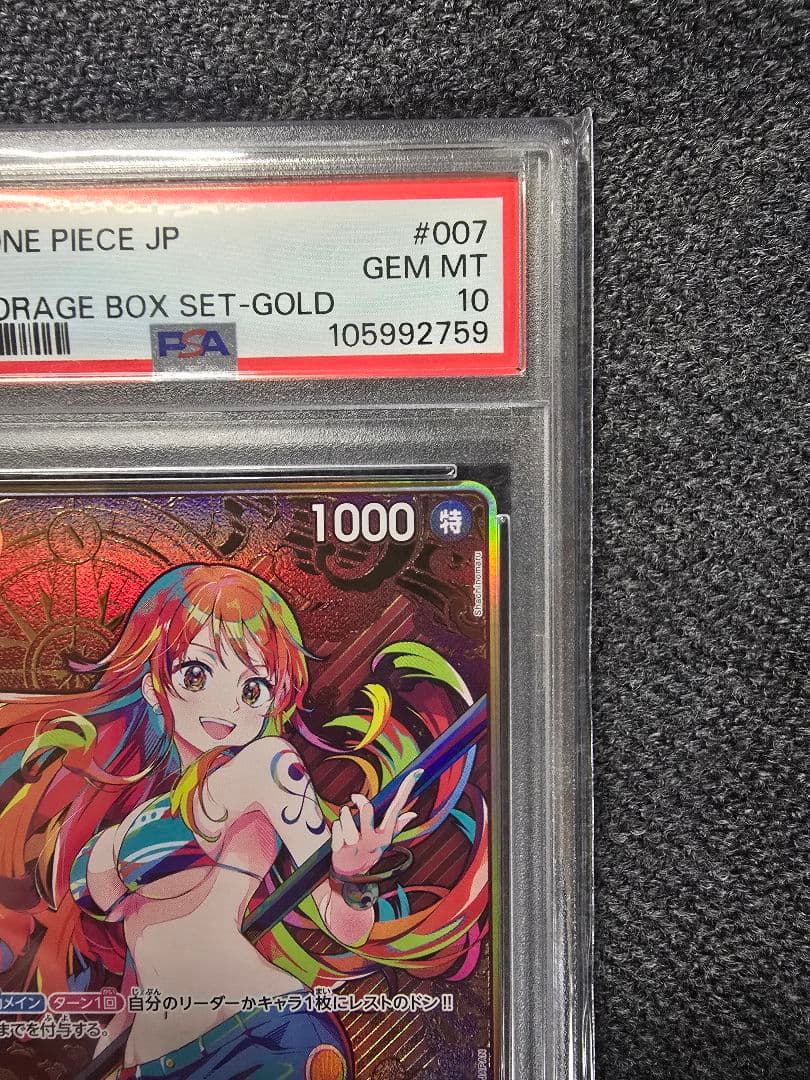 ONE PIECE JP #007
GEM MT
ORAGE BOX SET-GOLD 10
PSA 105992759
1000 特
Shachinomaru
メイン ターン1回 自分のリーダーかキャラ1枚にレストのドン!!
までを付与する。
JAPAN